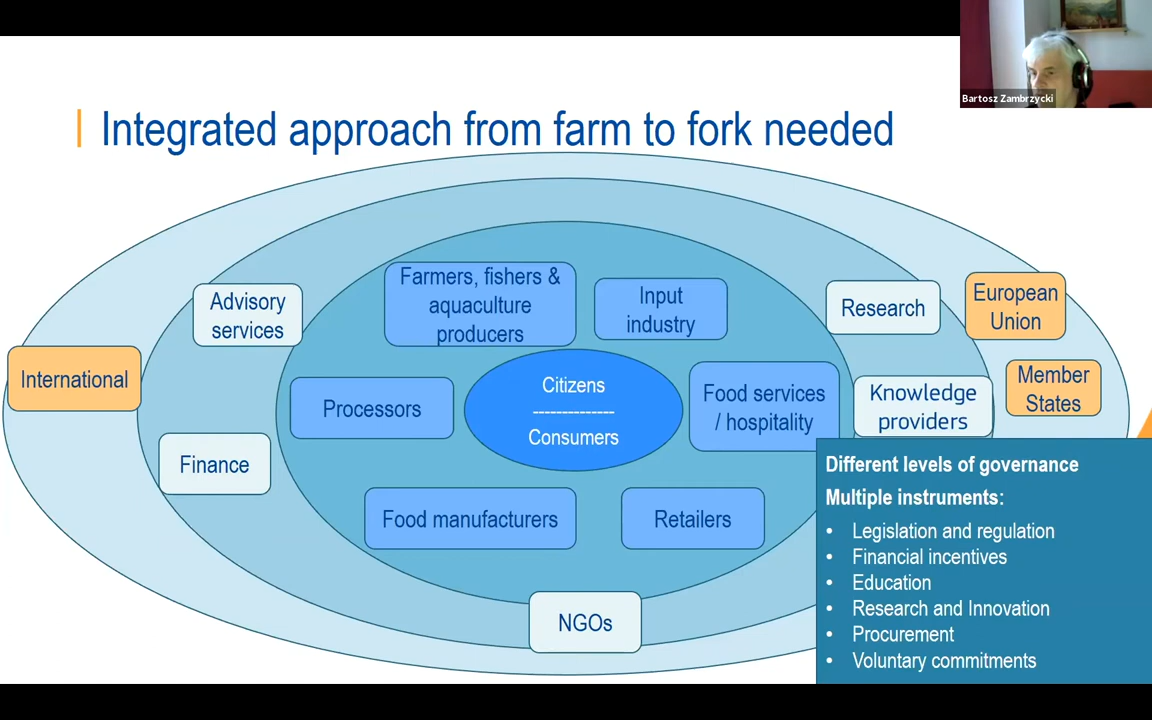 Bartosz Zambrzycki
Integrated approach from farm to fork needed
Farmers, fishers &
aquaculture
producers
Input
industry
Advisory
services
Research
European
Union
International
Processors
Citizens
--------------
Consumers
Food services
/ hospitality
Knowledge
providers
Member
States
Finance
Food manufacturers
Retailers
NGOs
Different levels of governance
Multiple instruments:
• Legislation and regulation
• Financial incentives
• Education
• Research and Innovation
• Procurement
• Voluntary commitments